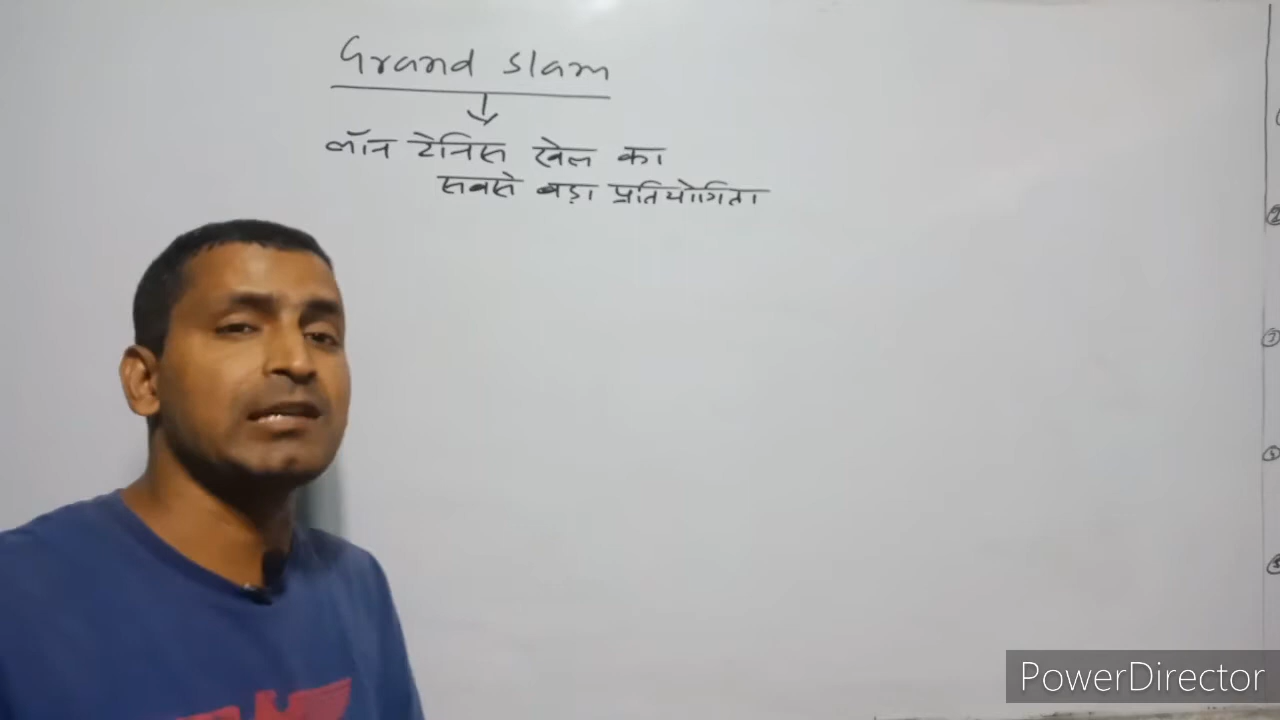 Grand Slam
लॉन टेनिस खेल का
सबसे बड़ा प्रतियोगिता
PowerDirector